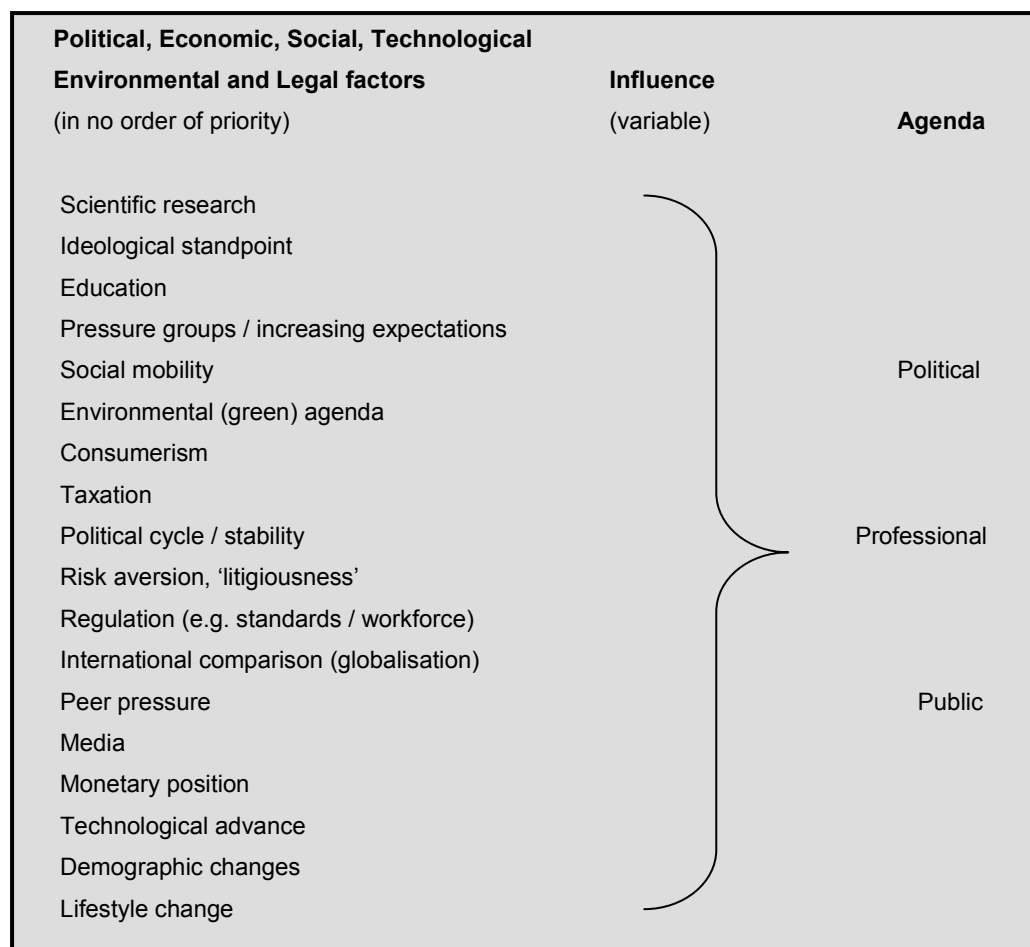 Political, Economic, Social, Technological
Environmental and Legal factors Influence
(in no order of priority) (variable) Agenda
Scientific research
Ideological standpoint
Education
Pressure groups / increasing expectations
Social mobility Political
Environmental (green) agenda
Consumerism
Taxation
Political cycle / stability Professional
Risk aversion, ‘litigiousness’
Regulation (e.g. standards / workforce)
International comparison (globalisation)
Peer pressure Public
Media
Monetary position
Technological advance
Demographic changes
Lifestyle change